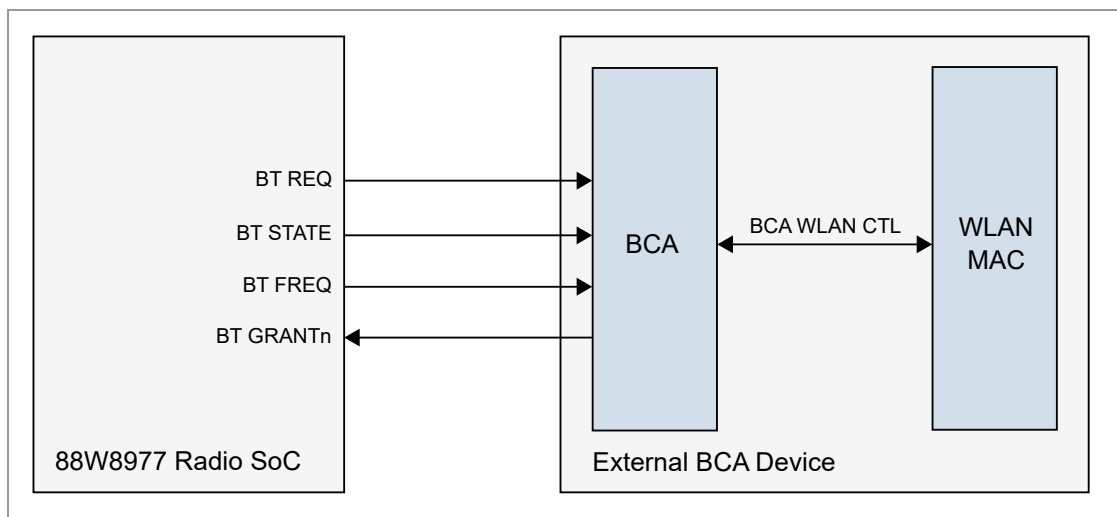 BT REQ
BT STATE
BT FREQ
BT GRANTn
88W8977 Radio SoC
BCA
BCA WLAN CTL
WLAN
MAC
External BCA Device